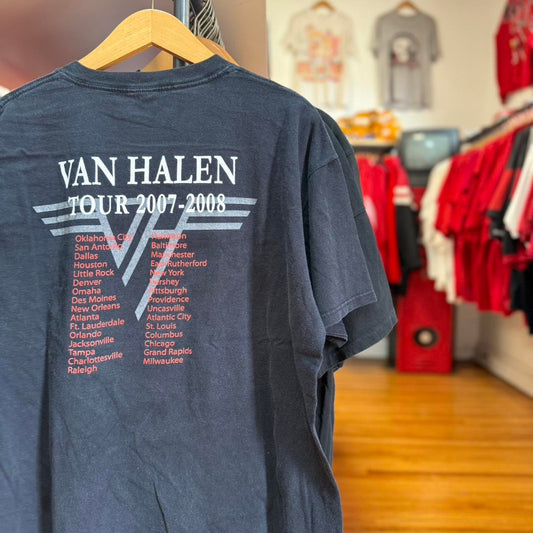 VAN HALEN
TOUR 2007-2008
Oklahoma City
San Antonio
Dallas
Houston
Little Rock
Denver
Omaha
Des Moines
New Orleans
Atlanta
Ft. Lauderdale
Orlando
Jacksonville
Tampa
Charlottesville
Raleigh
Baltimore
Manchester
East Rutherford
New York
Hershey
Pittsburgh
Providence
Uncasville
Atlantic City
St. Louis
Columbus
Chicago
Grand Rapids
Milwaukee